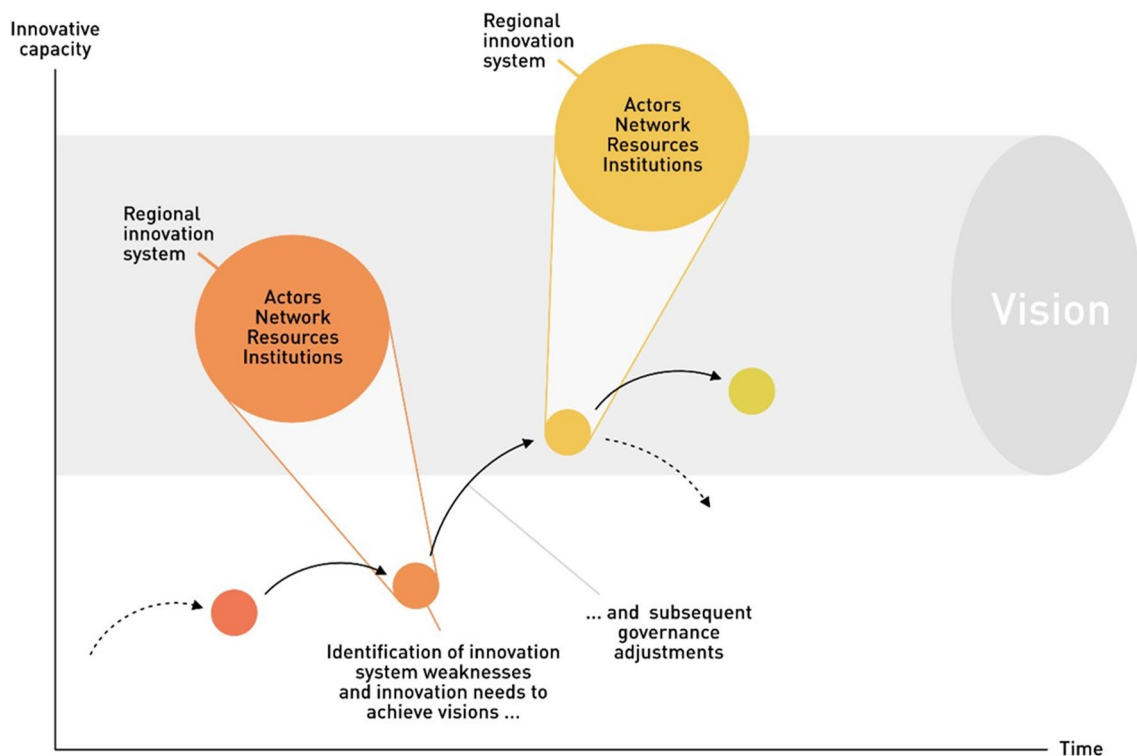 Innovative
capacity
Regional
innovation
system
Actors
Network
Resources
Institutions
Regional
innovation
system
Actors
Network
Resources
Institutions
Vision
... and subsequent
governance
adjustments
Identification of innovation
system weaknesses
and innovation needs to
achieve visions ...
Time